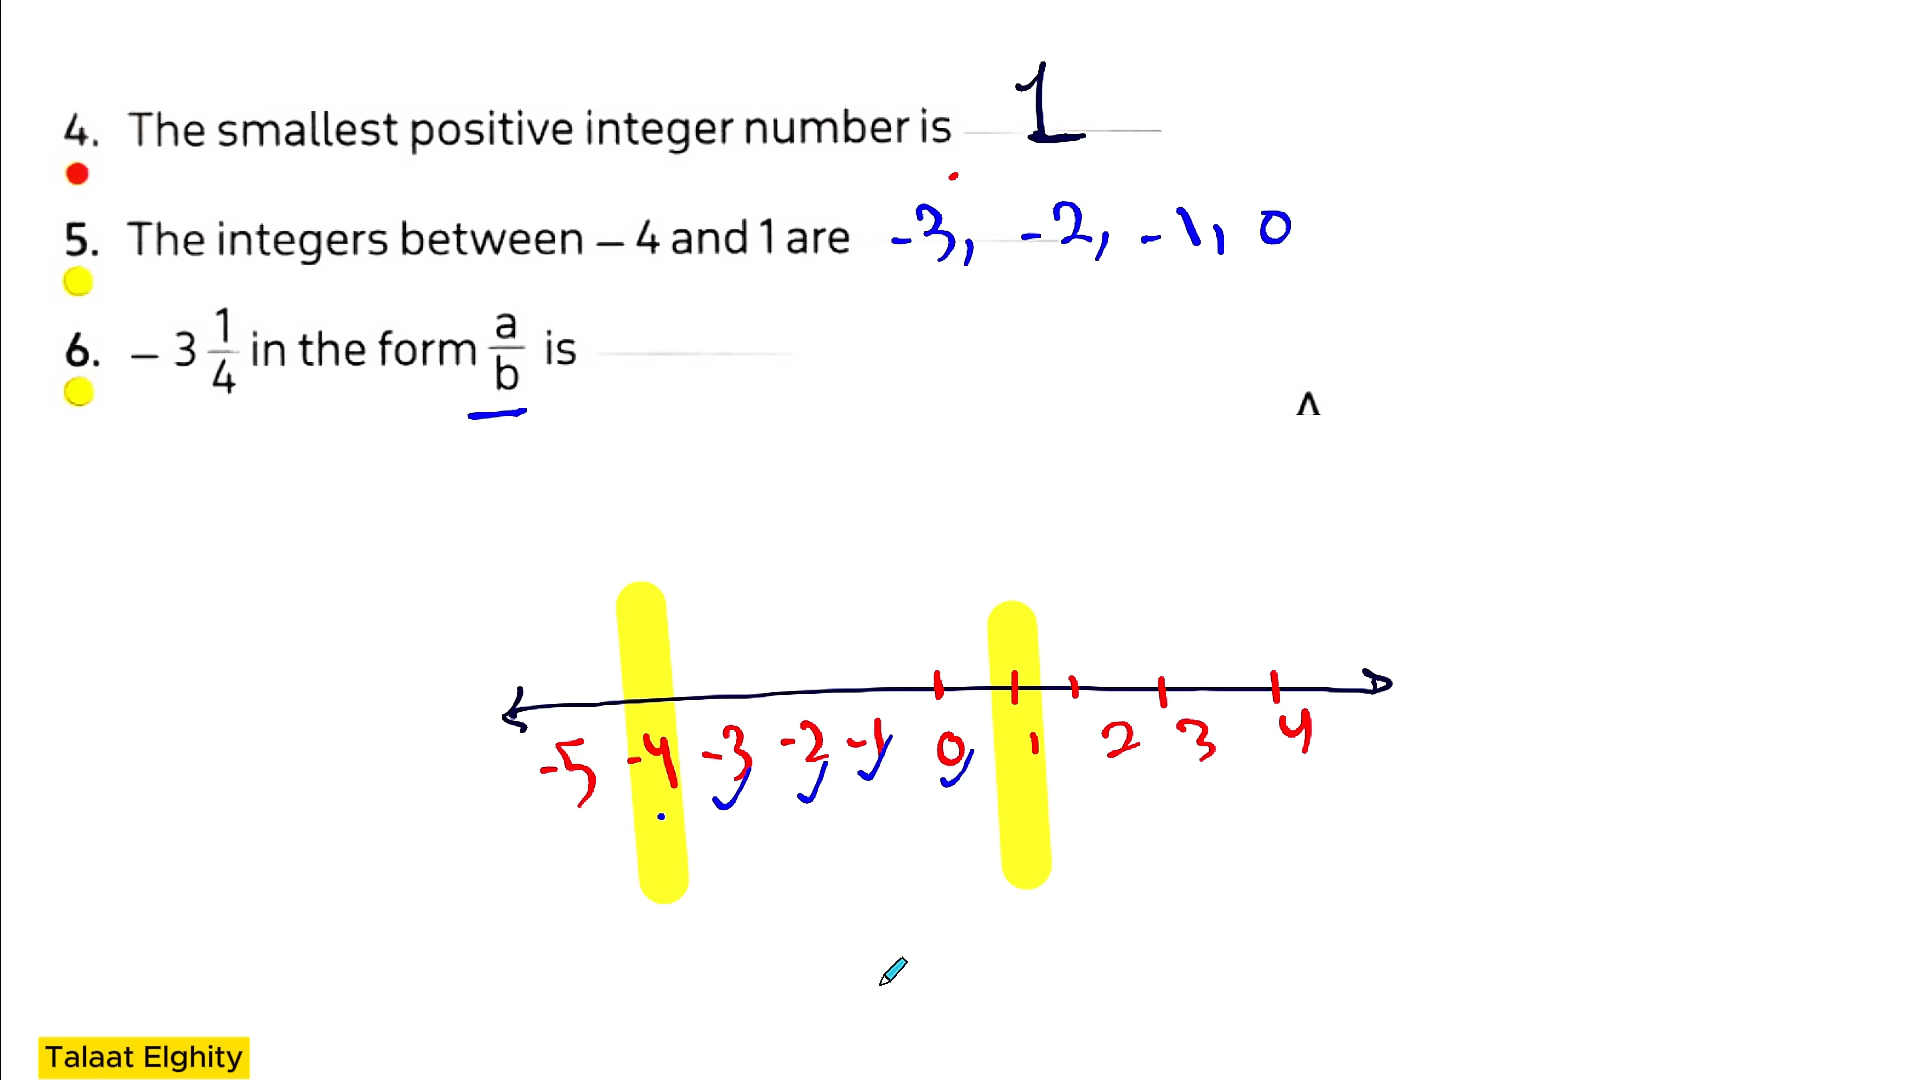 4. The smallest positive integer number is 1
5. The integers between – 4 and 1 are -3, -2, -1, 0
6. – 3 1/4 in the form a/b is
^
-5 -4 -3 -2 -1 0 1 2 3 4
Talaat Elghity